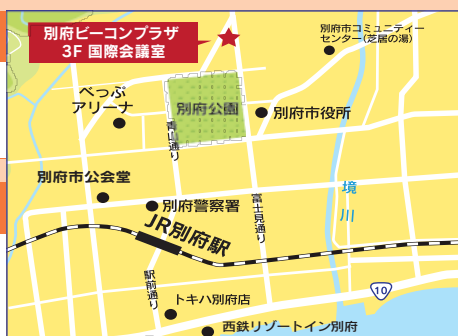 別府ビーコンプラザ
3F 国際会議室
別府市コミュニティー
センター(芝居の湯)
べっぷ
アリーナ
別府公園
別府市役所
青山通り
別府市公会堂
別府警察署
富士見通り
境川
JR別府駅
駅前通り
10
トキハ別府店
西鉄リゾートイン別府